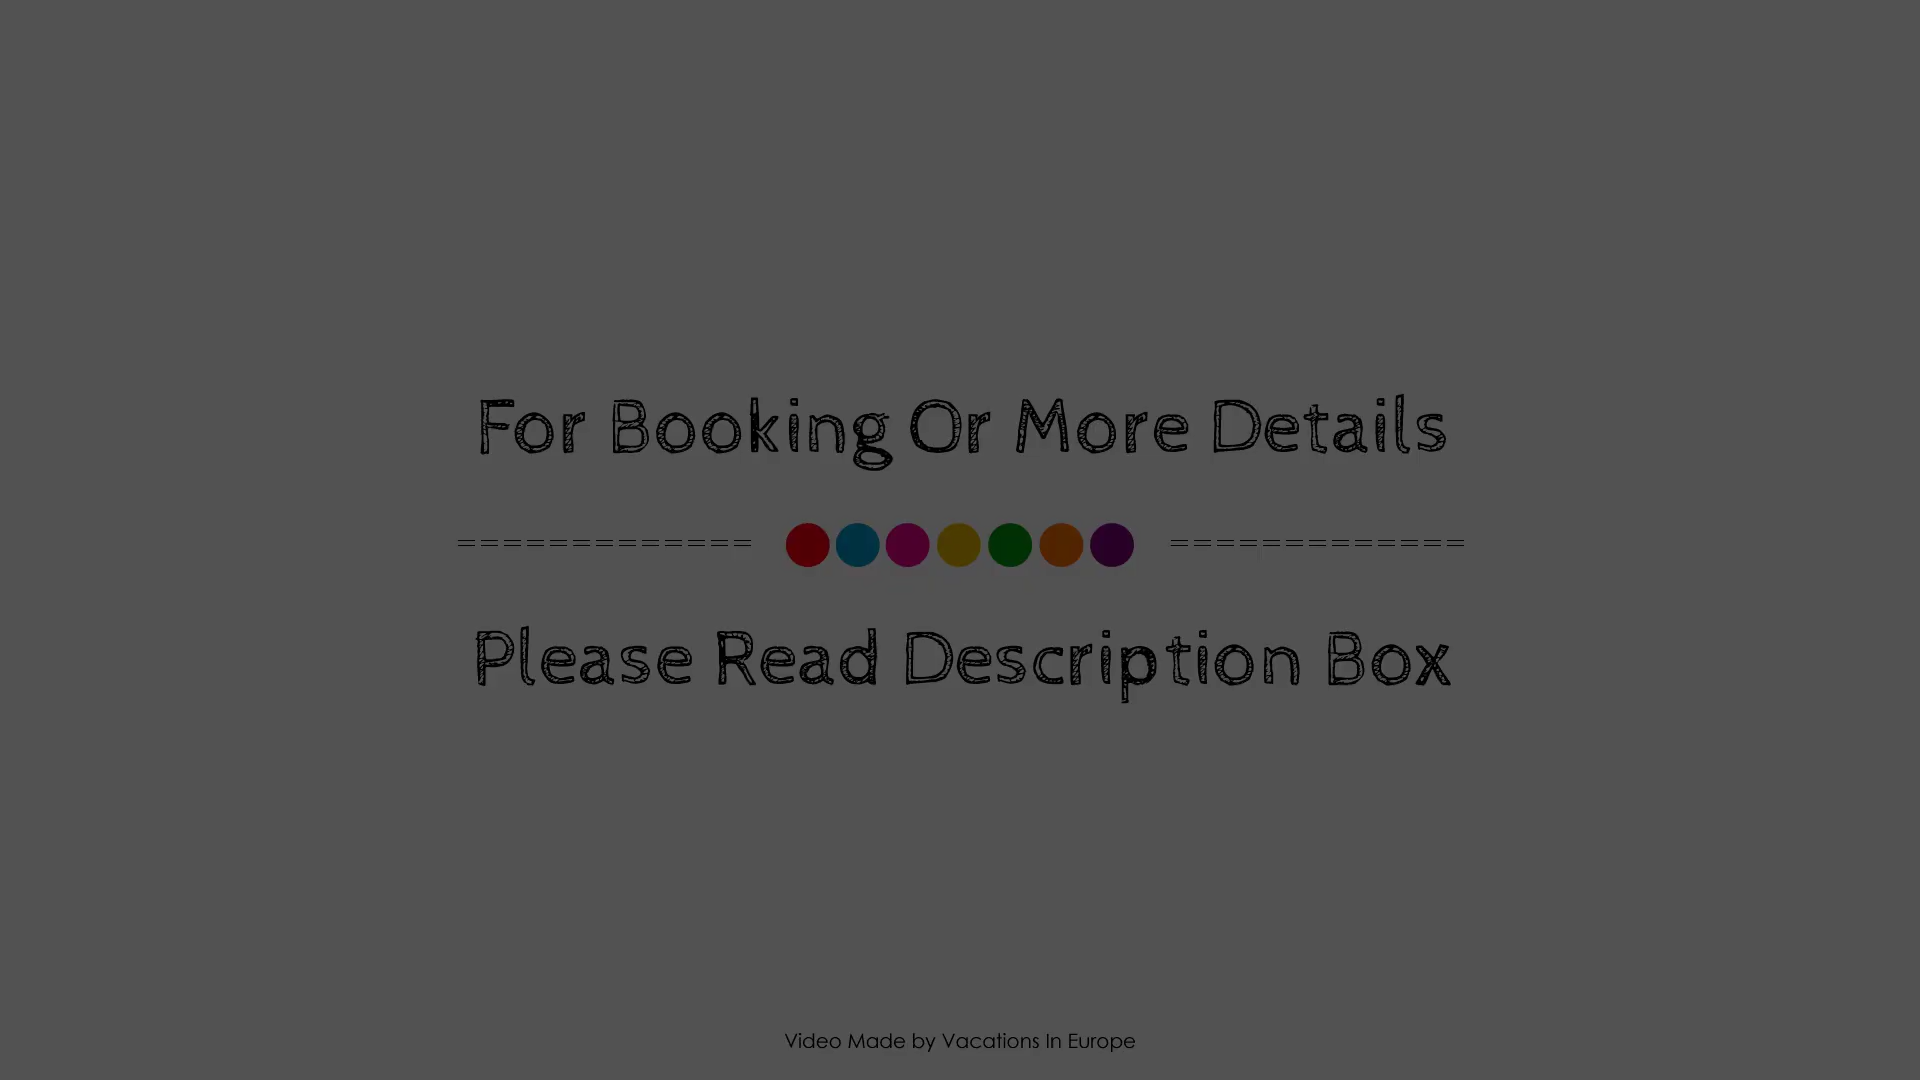 For Booking Or More Details
============= =============
Please Read Description Box
Video Made by Vacations In Europe